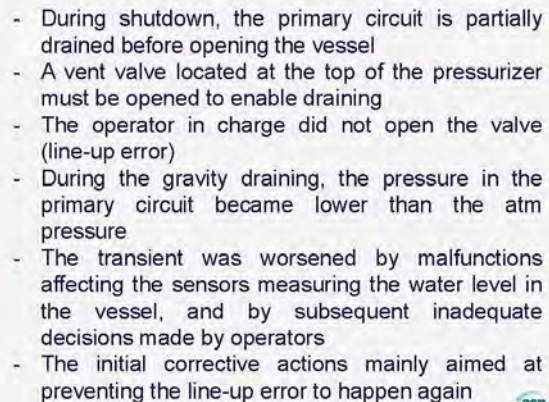 - During shutdown, the primary circuit is partially
drained before opening the vessel
- A vent valve located at the top of the pressurizer
must be opened to enable draining
- The operator in charge did not open the valve
(line-up error)
- During the gravity draining, the pressure in the
primary circuit became lower than the atm
pressure
- The transient was worsened by malfunctions
affecting the sensors measuring the water level in
the vessel, and by subsequent inadequate
decisions made by operators
- The initial corrective actions mainly aimed at
preventing the line-up error to happen again